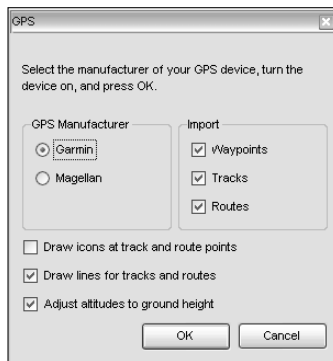 GPS
Select the manufacturer of your GPS device, turn the
device on, and press OK.
GPS Manufacturer
Garmin
Magellan
Import
Waypoints
Tracks
Routes
Draw icons at track and route points
Draw lines for tracks and routes
Adjust altitudes to ground height
OK
Cancel